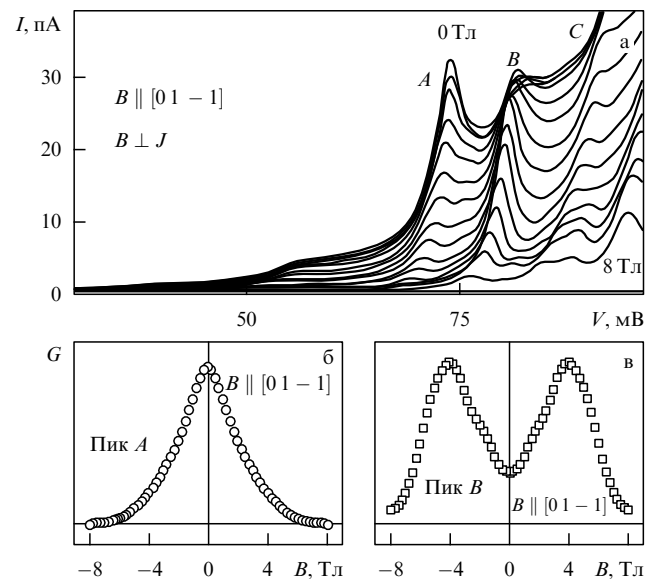 I, пА
0 Тл
C
B
а
30
A
B ∥ [0 1 − 1]
20
B ⊥ J
10
8 Тл
0
50
75
V, мВ
G
б
в
B ∥ [0 1 − 1]
Пик A
Пик B
B ∥ [0 1 − 1]
−8
−4
0
4
B, Тл
−8
−4
0
4
B, Тл